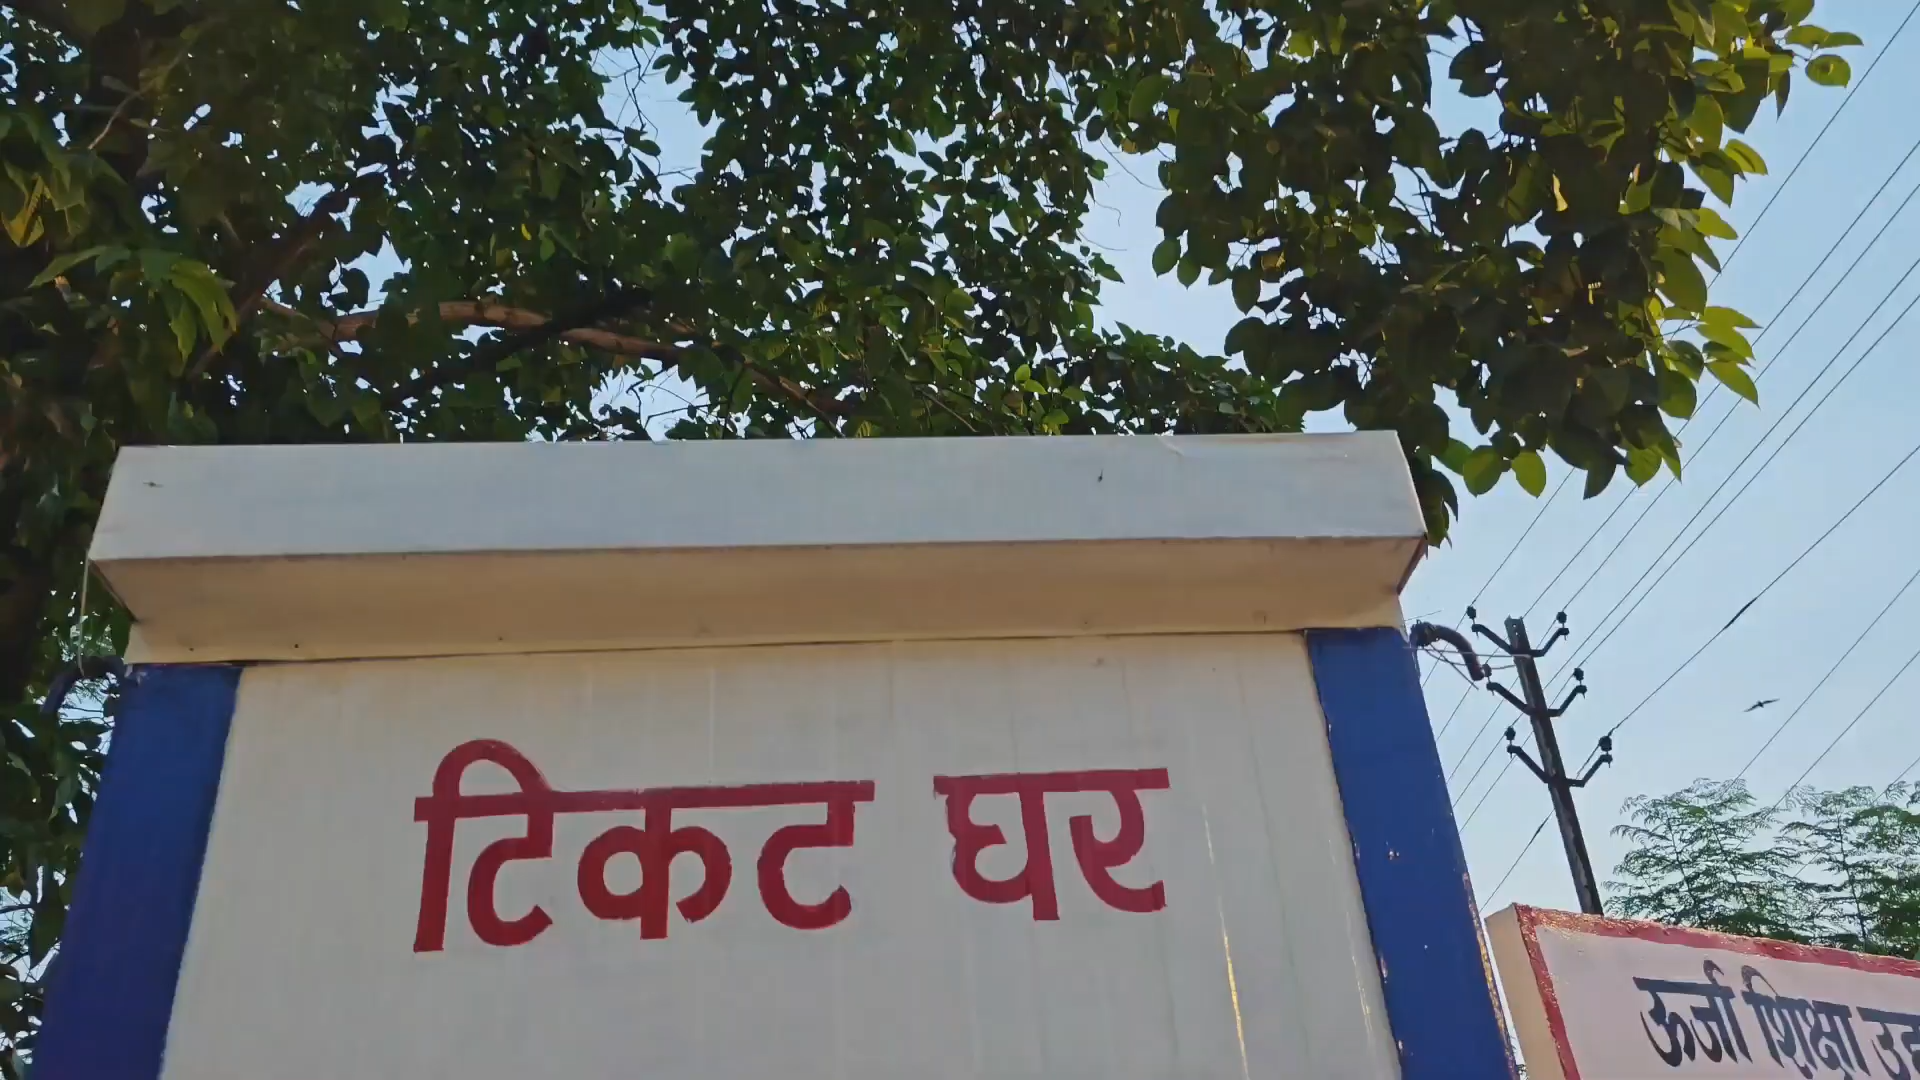 टिकट घर
ऊर्जा शिक्षा